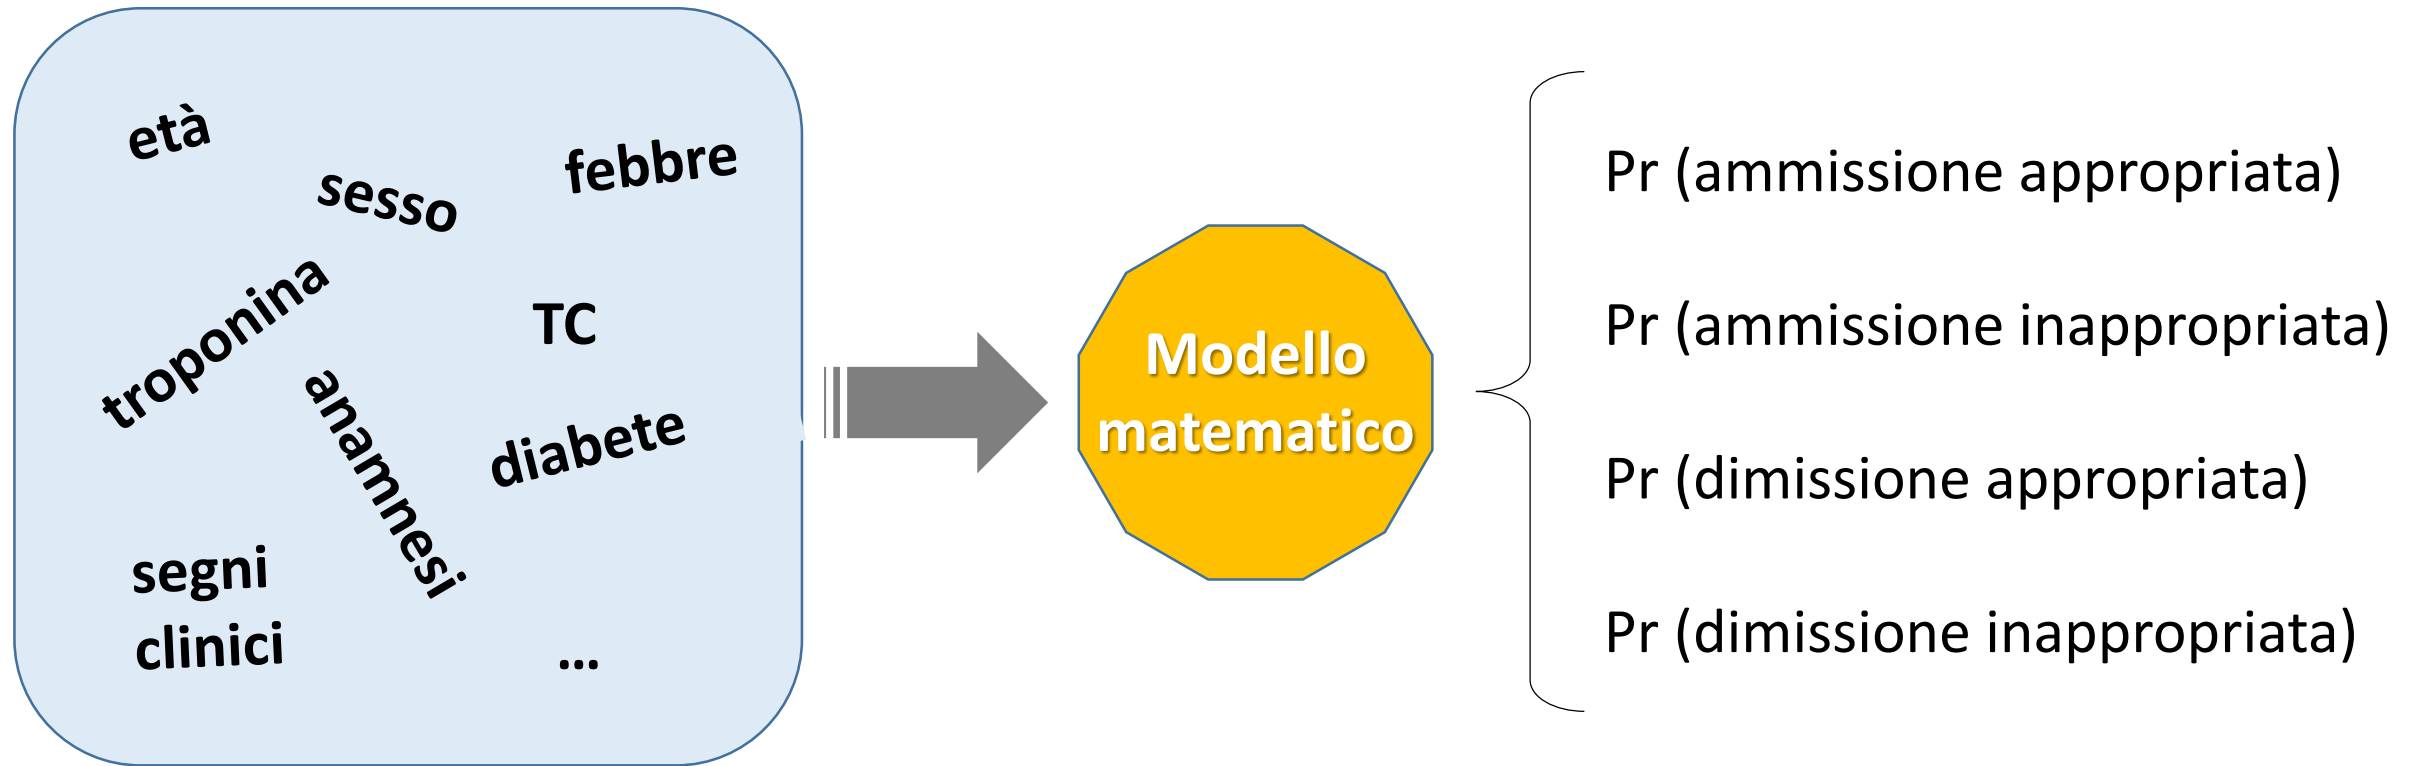 età
sesso
febbre
troponina
TC
anamnesi
diabete
segni
clinici
...
Modello
matematico
Pr (ammissione appropriata)
Pr (ammissione inappropriata)
Pr (dimissione appropriata)
Pr (dimissione inappropriata)